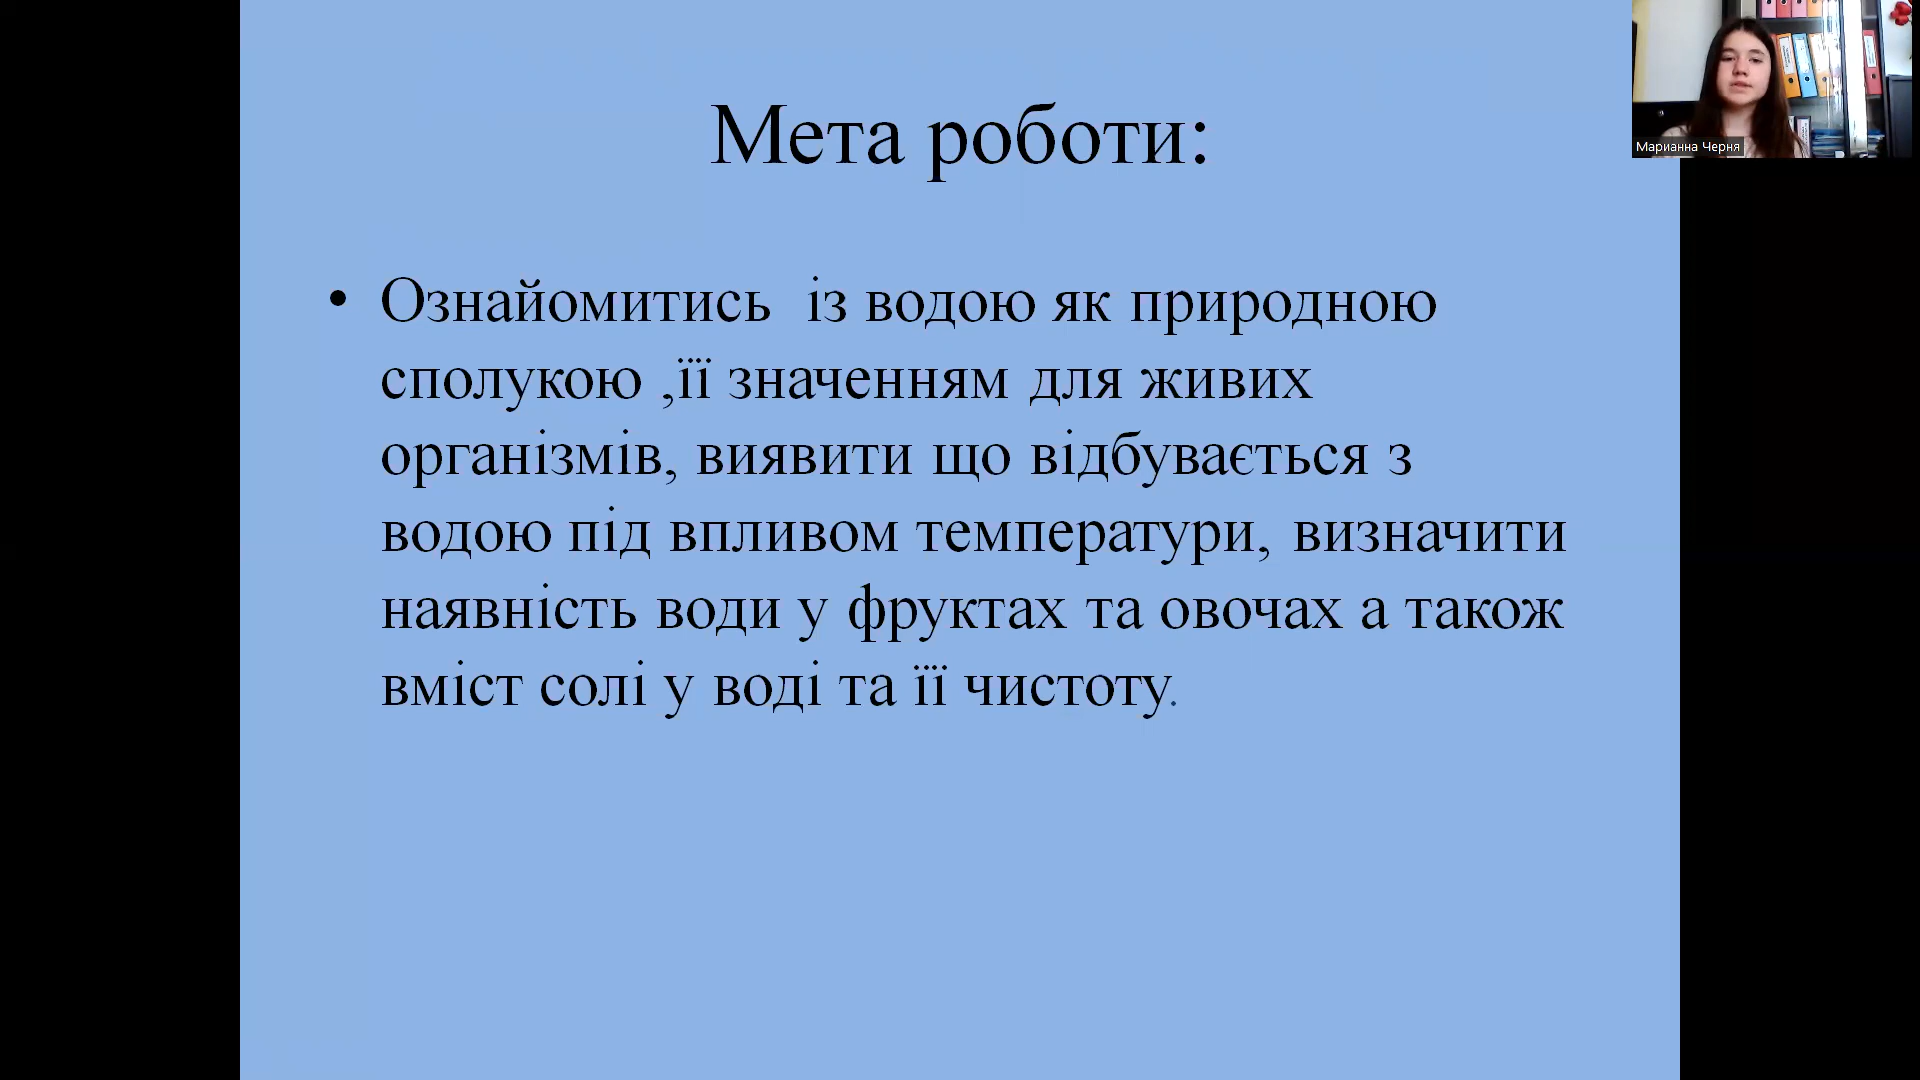 Мета роботи:
• Ознайомитись із водою як природною
сполукою ,її значенням для живих
організмів, виявити що відбувається з
водою під впливом температури, визначити
наявність води у фруктах та овочах а також
вміст солі у воді та її чистоту.
Марианна Черня